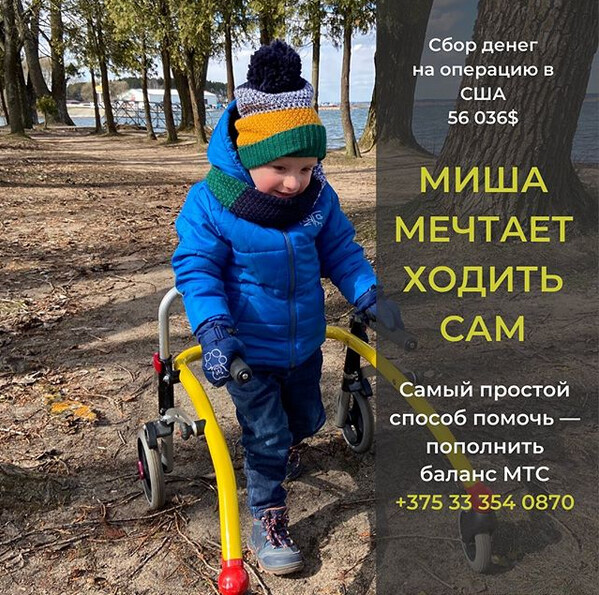 Сбор денег
на операцию в
США
56 036$
МИША
МЕЧТАЕТ
ХОДИТЬ
САМ
Самый простой
способ помочь —
пополнить
баланс МТС
+375 33 354 0870